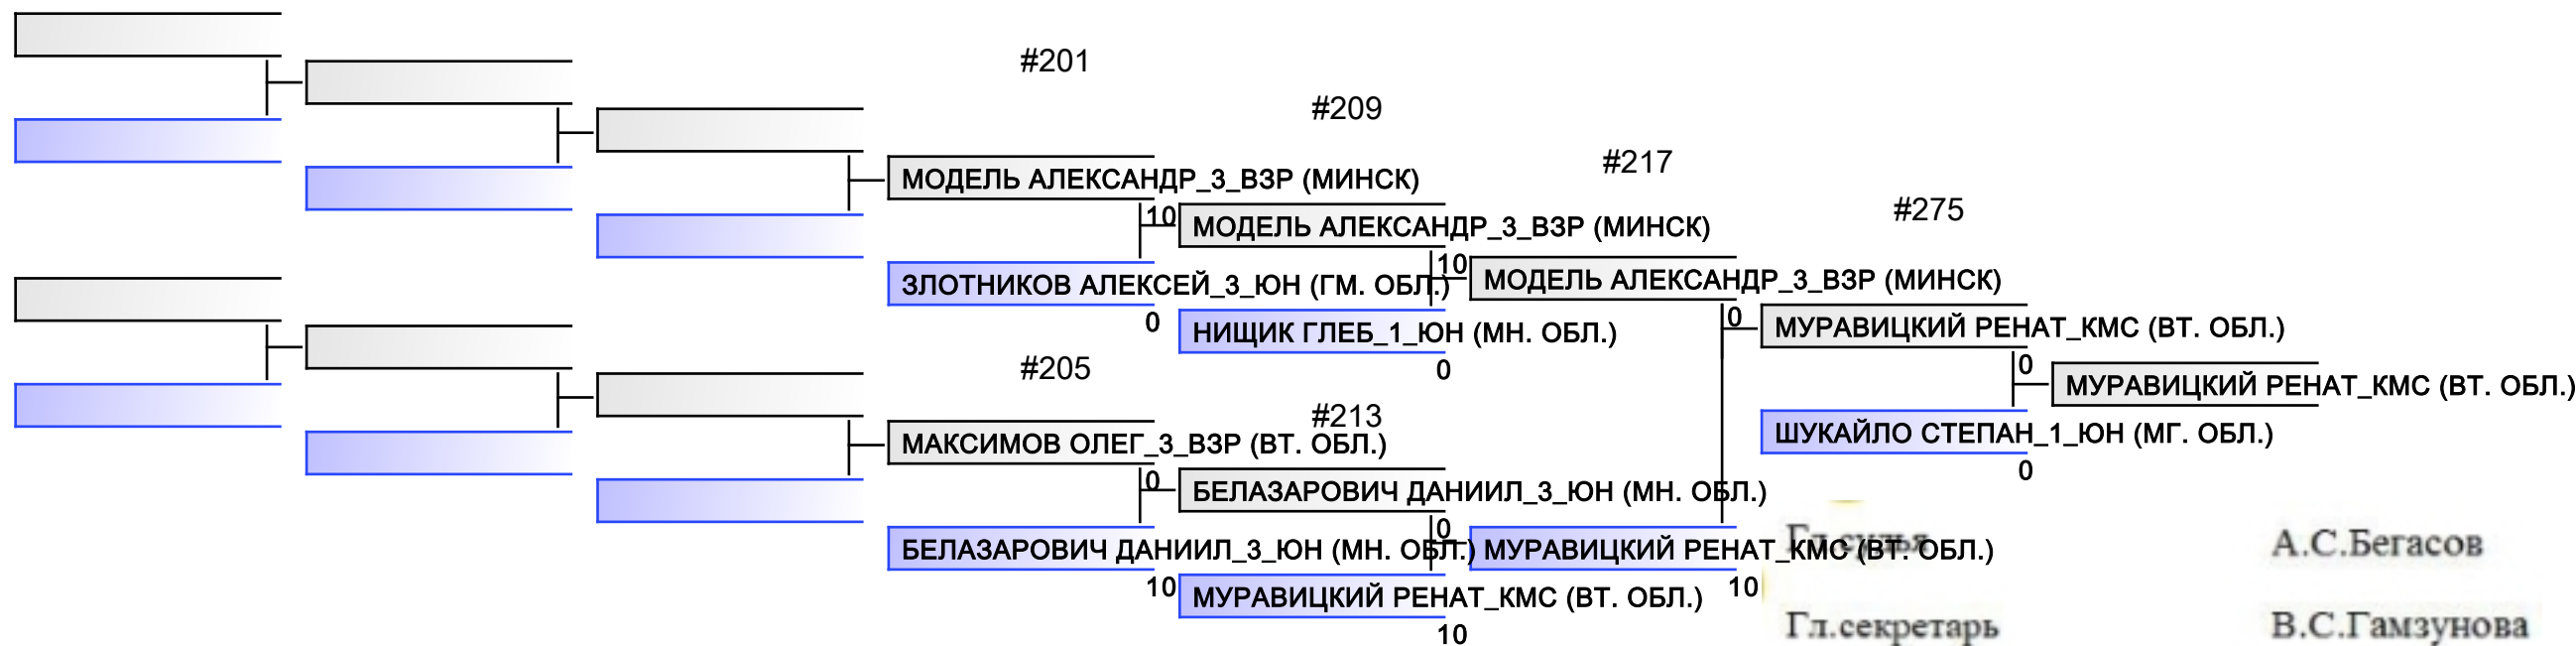 #201
#209
#217
#275
МОДЕЛЬ АЛЕКСАНДР_3_ВЗР (МИНСК)
10
МОДЕЛЬ АЛЕКСАНДР_3_ВЗР (МИНСК)
10
ЗЛОТНИКОВ АЛЕКСЕЙ_3_ЮН (ГМ. ОБЛ.)
МОДЕЛЬ АЛЕКСАНДР_3_ВЗР (МИНСК)
0
0
НИЩИК ГЛЕБ_1_ЮН (МН. ОБЛ.)
МУРАВИЦКИЙ РЕНАТ_КМС (ВТ. ОБЛ.)
#205
0
0
МУРАВИЦКИЙ РЕНАТ_КМС (ВТ. ОБЛ.)
#213
МАКСИМОВ ОЛЕГ_3_ВЗР (ВТ. ОБЛ.)
ШУКАЙЛО СТЕПАН_1_ЮН (МГ. ОБЛ.)
0
0
БЕЛАЗАРОВИЧ ДАНИИЛ_3_ЮН (МН. ОБЛ.)
0
БЕЛАЗАРОВИЧ ДАНИИЛ_3_ЮН (МН. ОБЛ.)
МУРАВИЦКИЙ РЕНАТ_КМС (ВТ. ОБЛ.)
Гл.судья
А.С.Бегасов
10
МУРАВИЦКИЙ РЕНАТ_КМС (ВТ. ОБЛ.)
10
10
Гл.секретарь
В.С.Гамзунова